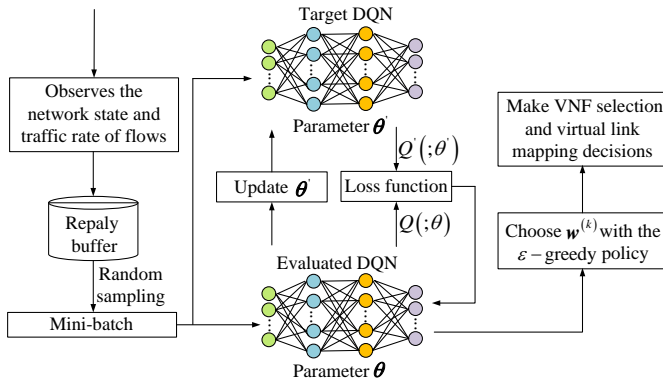 Target DQN
Observes the
network state and
traffic rate of flows
Parameter θ'
Make VNF selection
and virtual link
mapping decisions
Q'(;θ')
Update θ'
Loss function
Repaly
buffer
Q(;θ)
Choose w^(k) with the
ε − greedy policy
Random
sampling
Evaluated DQN
Mini-batch
Parameter θ